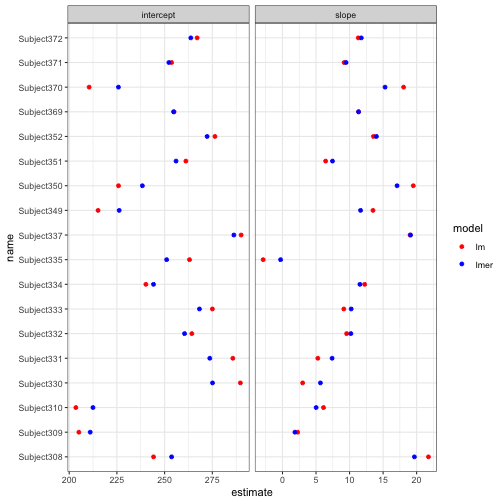 intercept slope
Subject372
Subject371
Subject370
Subject369
Subject352
Subject351
Subject350
Subject349
Subject337
Subject335
Subject334
Subject333
Subject332
Subject331
Subject330
Subject310
Subject309
Subject308
name
200 225 250 275 0 5 10 15 20
estimate
model
lm
lmer